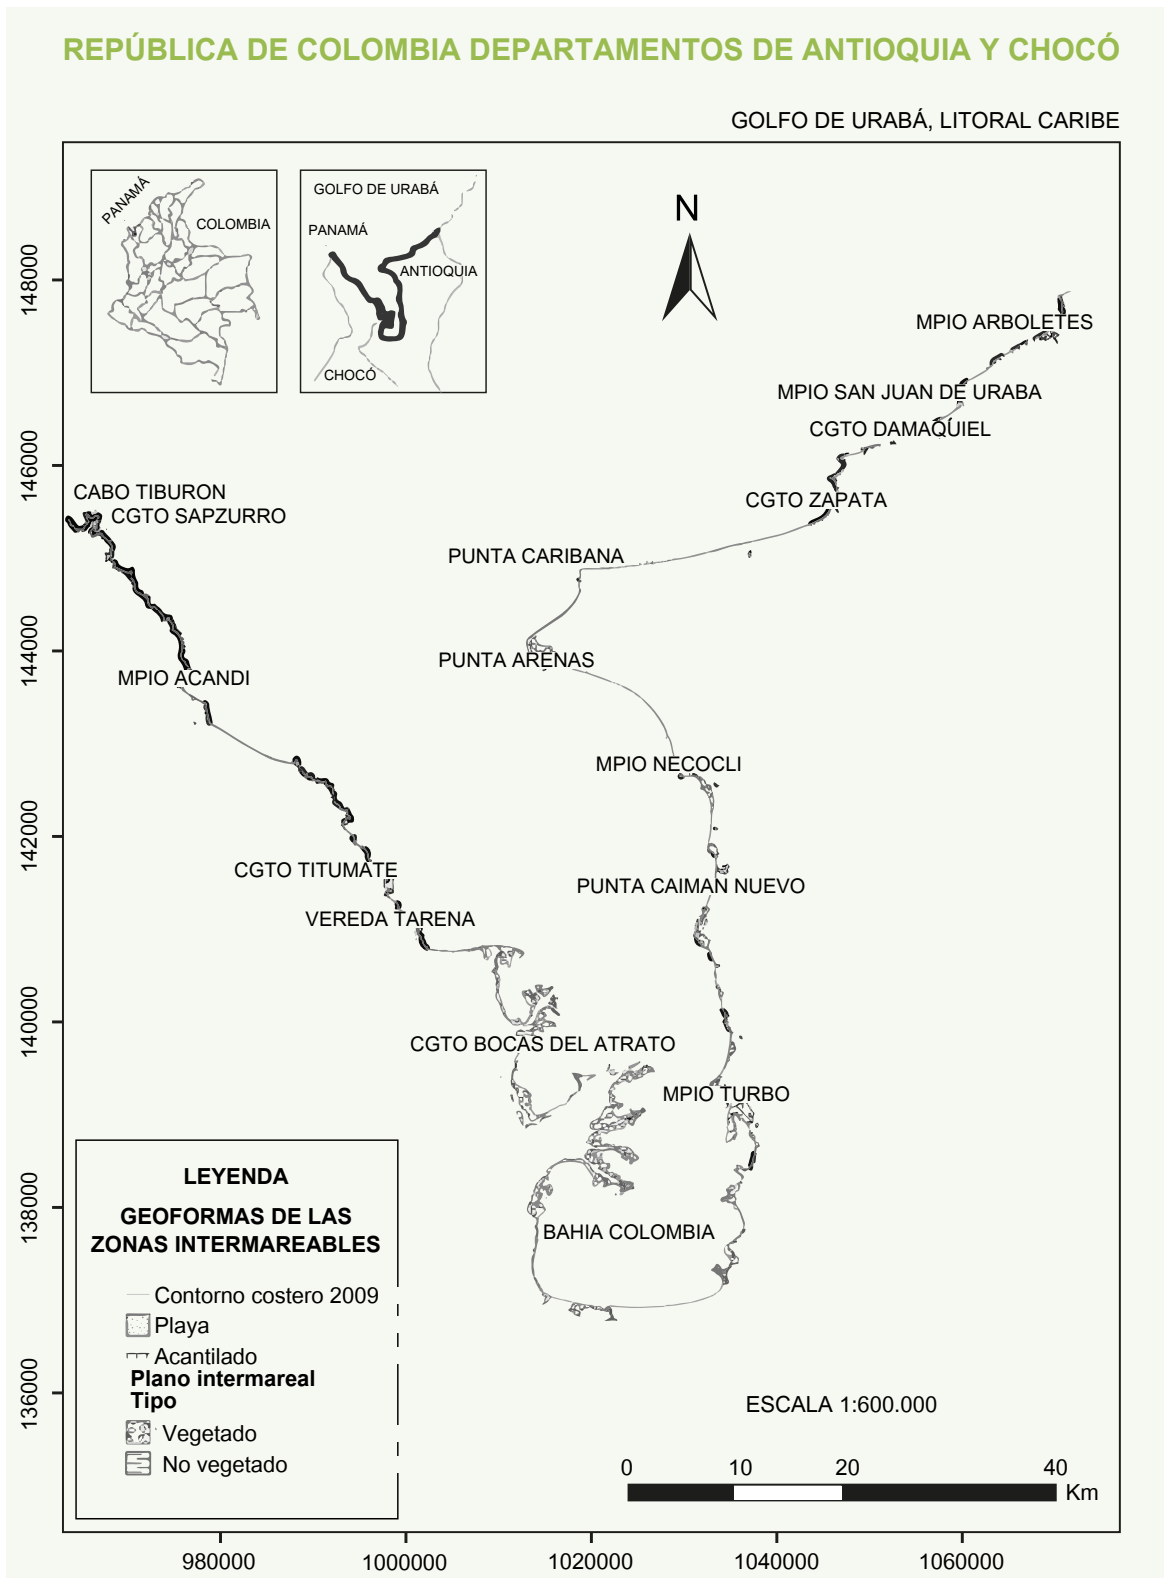 REPÚBLICA DE COLOMBIA DEPARTAMENTOS DE ANTIOQUIA Y CHOCÓ
GOLFO DE URABÁ, LITORAL CARIBE
PANAMÁ
COLOMBIA
GOLFO DE URABÁ
PANAMÁ
ANTIOQUIA
CHOCÓ
N
148000
146000
144000
142000
140000
138000
136000
MPIO ARBOLETES
MPIO SAN JUAN DE URABA
CGTO DAMAQUIEL
CABO TIBURON
CGTO SAPZURRO
CGTO ZAPATA
PUNTA CARIBANA
PUNTA ARENAS
MPIO ACANDI
MPIO NECOCLI
CGTO TITUMATE
PUNTA CAIMAN NUEVO
VEREDA TARENA
CGTO BOCAS DEL ATRATO
MPIO TURBO
BAHIA COLOMBIA
LEYENDA
GEOFORMAS DE LAS
ZONAS INTERMAREABLES
Contorno costero 2009
Playa
Acantilado
Plano intermareal
Tipo
Vegetado
No vegetado
ESCALA 1:600.000
0 10 20 40
Km
980000 1000000 1020000 1040000 1060000